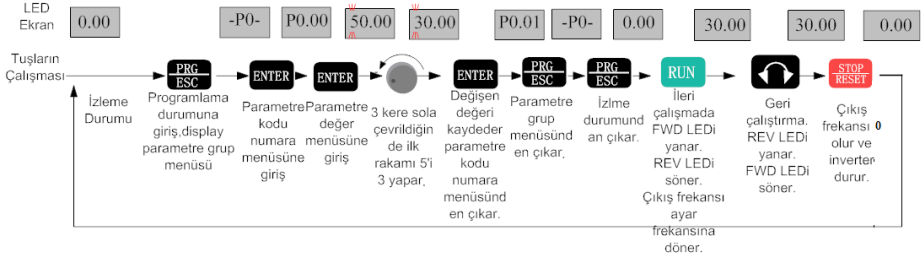 LED
Ekran
0.00
-P0-
P0.00
50.00
30.00
P0.01
-P0-
0.00
30.00
30.00
0.00
Tuşların
Çalışması
PRG
ESC
ENTER
ENTER
ENTER
PRG
ESC
PRG
ESC
RUN
STOP
RESET
İzleme
Durumu
Programlama
durumuna
giriş,display
parametre grup
menüsü
Parametre
kodu
numara
menüsüne
giriş
Parametre
değer
menüsüne
giriş
3 kere sola
çevrildiğin
de ilk
rakamı 5'i
3 yapar,
Değişen
değeri
kaydeder
parametre
kodu
numara
menüsünd
en çıkar.
Parametre
grup
menüsünd
en çıkar,
İzlme
durumund
an çıkar.
İleri
çalışmada
FWD LEDi
yanar.
REV LEDi
söner.
Çıkış frekansı
ayar
frekansına
döner.
Geri
çalıştırma.
REV LEDi
yanar.
FWD LEDi
söner.
Çıkış
frekansı 0
olur ve
inverter
durur.